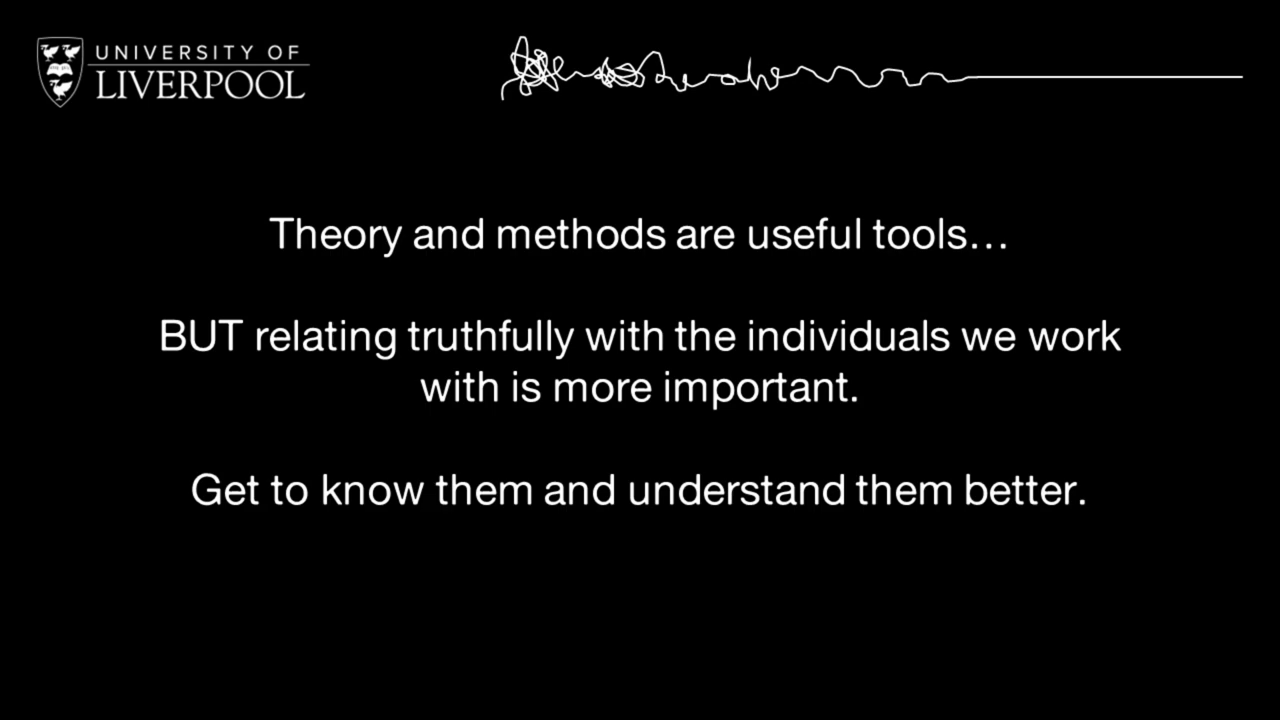 UNIVERSITY OF
LIVERPOOL
Theory and methods are useful tools…
BUT relating truthfully with the individuals we work
with is more important.
Get to know them and understand them better.